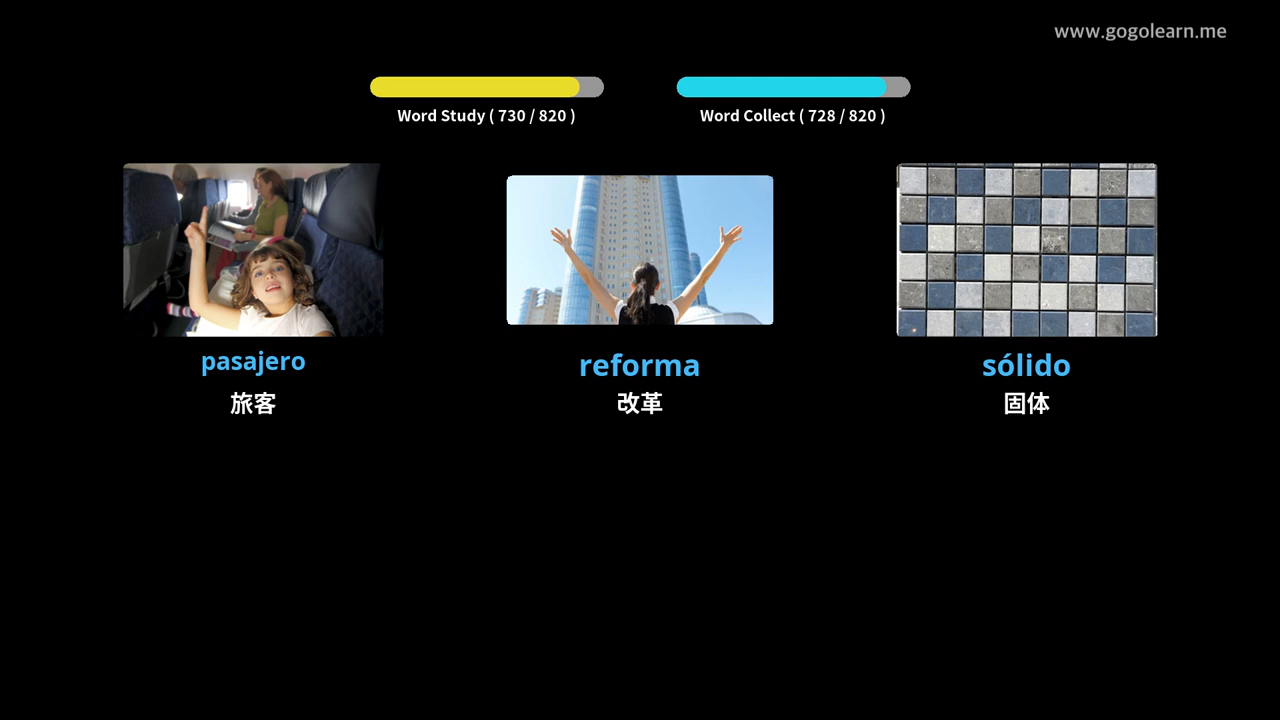 www.gogolearn.me
Word Study ( 730 / 820 )
Word Collect ( 728 / 820 )
pasajero
旅客
reforma
改革
sólido
固体